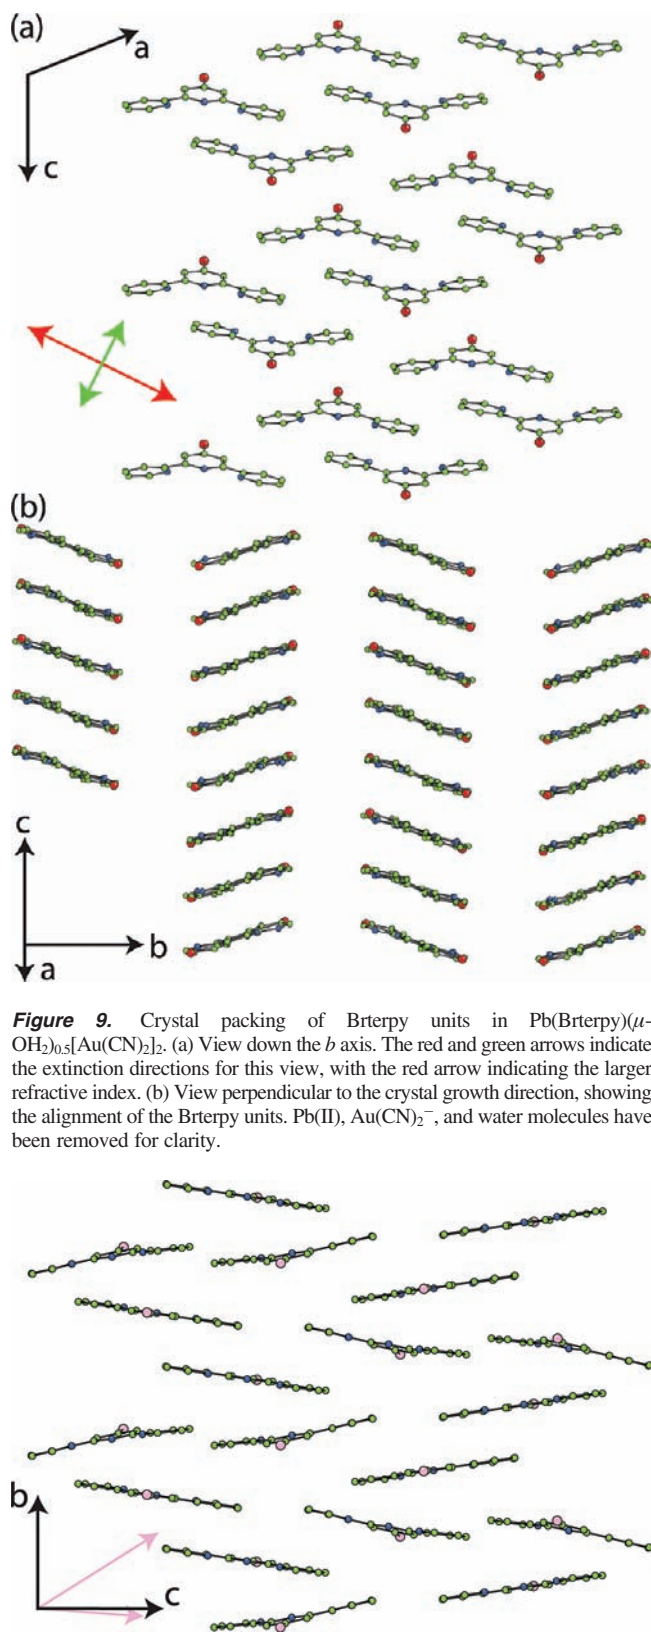 (a)
a
c
(b)
c
b
a
Figure 9. Crystal packing of Brterpy units in Pb(Brterpy)(μ-
OH₂)₀.₅[Au(CN)₂]₂. (a) View down the b axis. The red and green arrows indicate
the extinction directions for this view, with the red arrow indicating the larger
refractive index. (b) View perpendicular to the crystal growth direction, showing
the alignment of the Brterpy units. Pb(II), Au(CN)₂⁻, and water molecules have
been removed for clarity.
b
c